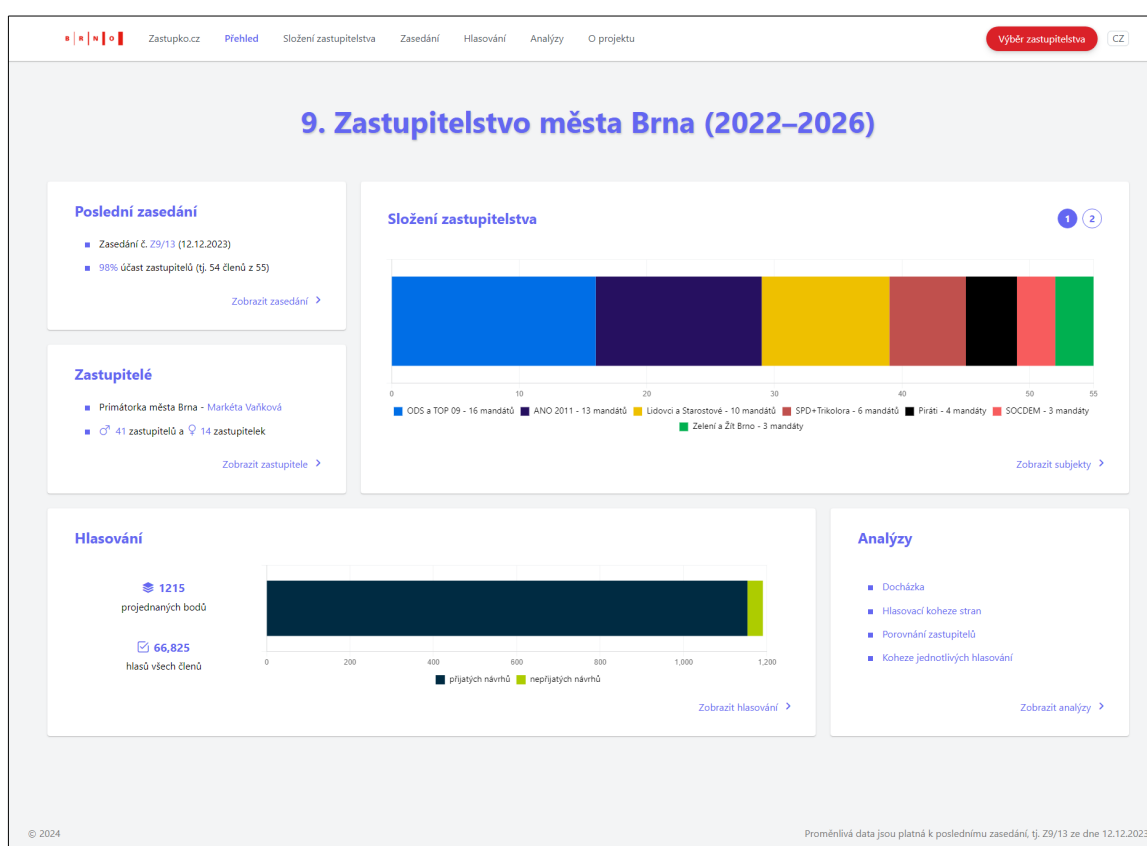 B R N O Zastupko.cz Přehled Složení zastupitelstva Zasedání Hlasování Analýzy O projektu Výběr zastupitelstva CZ
9. Zastupitelstvo města Brna (2022–2026)
Poslední zasedání
Zasedání č. Z9/13 (12.12.2023)
98% účast zastupitelů (tj. 54 členů z 55)
Zobrazit zasedání
Zastupitelé
Primátorka města Brna - Markéta Vaňková
41 zastupitelů a 14 zastupitelek
Zobrazit zastupitele
Složení zastupitelstva
1 2
0 10 20 30 40 50 55
ODS a TOP 09 - 16 mandátů ANO 2011 - 13 mandátů Lidovci a Starostové - 10 mandátů SPD+Trikolora - 6 mandátů Piráti - 4 mandáty SOCDEM - 3 mandáty
Zelení a Žít Brno - 3 mandáty
Zobrazit subjekty
Hlasování
1215
projednaných bodů
66,825
hlasů všech členů
0 200 400 600 800 1,000 1,200
přijatých návrhů nepřijatých návrhů
Zobrazit hlasování
Analýzy
Docházka
Hlasovací koheze stran
Porovnání zastupitelů
Koheze jednotlivých hlasování
Zobrazit analýzy
© 2024 Proměnlivá data jsou platná k poslednímu zasedání, tj. Z9/13 ze dne 12.12.2023